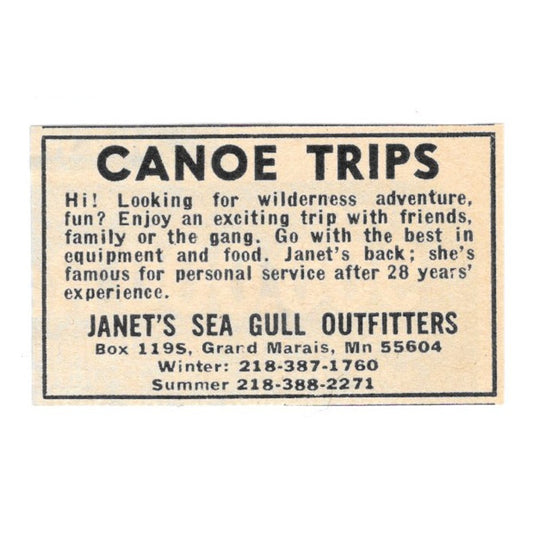 CANOE TRIPS
Hi! Looking for wilderness adventure,
fun? Enjoy an exciting trip with friends,
family or the gang. Go with the best in
equipment and food. Janet's back; she's
famous for personal service after 28 years'
experience.
JANET'S SEA GULL OUTFITTERS
Box 119S, Grand Marais, Mn 55604
Winter: 218-387-1760
Summer 218-388-2271